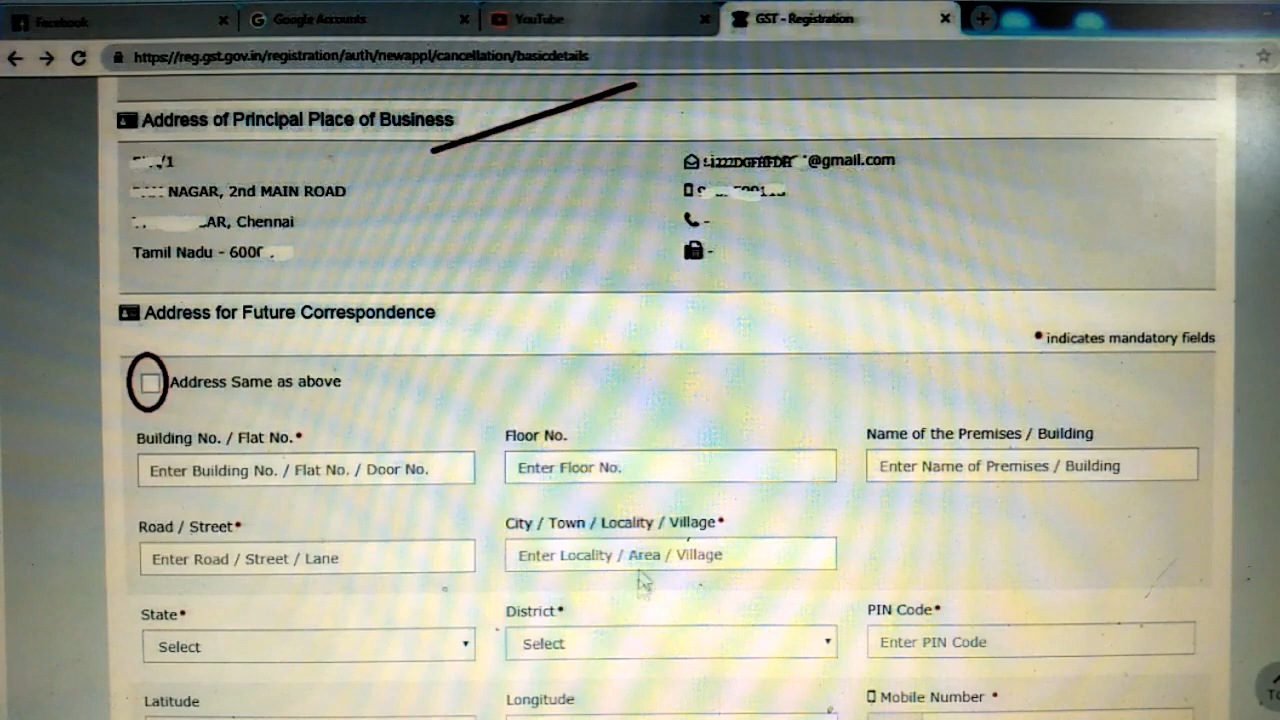 Facebook
Google Accounts
YouTube
GST - Registration
https://reg.gst.gov.in/registration/auth/newappl/cancellation/basicdetails
Address of Principal Place of Business
/1
@gmail.com
NAGAR, 2nd MAIN ROAD
AR, Chennai
-
Tamil Nadu - 600
-
Address for Future Correspondence
• indicates mandatory fields
Address Same as above
Building No. / Flat No.•
Floor No.
Name of the Premises / Building
Enter Building No. / Flat No. / Door No.
Enter Floor No.
Enter Name of Premises / Building
Road / Street•
City / Town / Locality / Village•
Enter Road / Street / Lane
Enter Locality / Area / Village
State•
District•
PIN Code•
Select
Select
Enter PIN Code
Latitude
Longitude
Mobile Number •